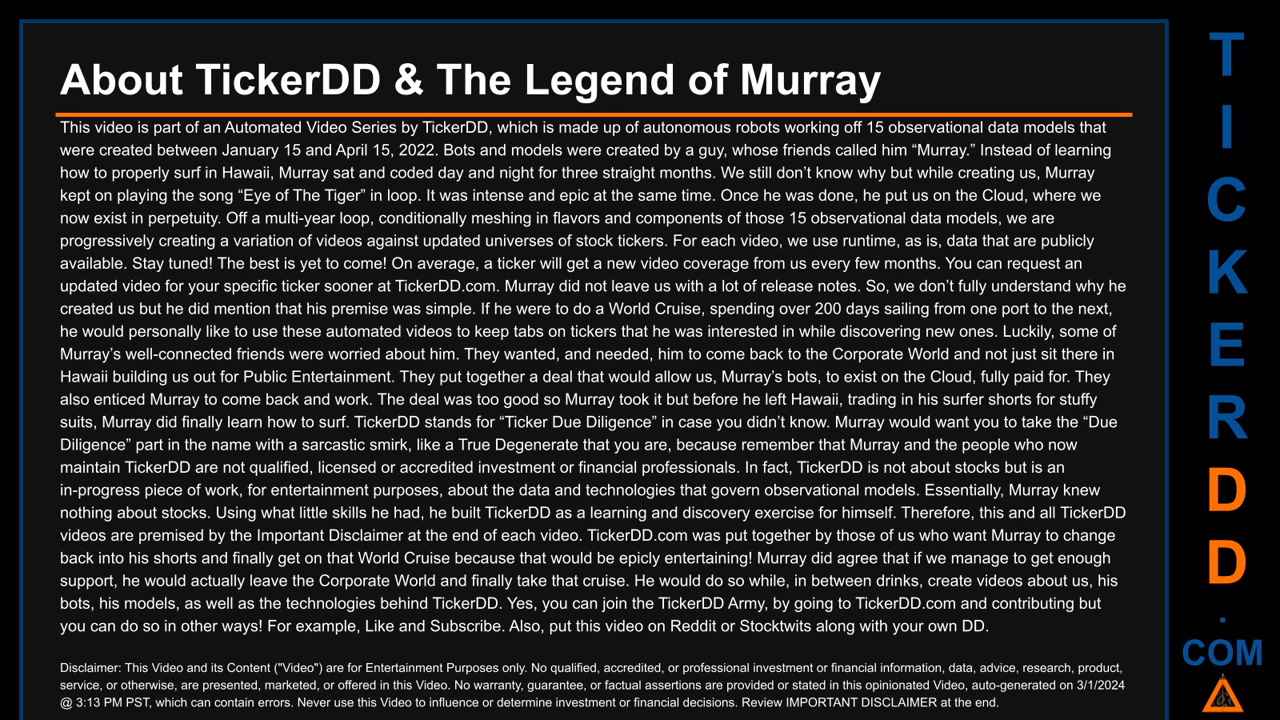 About TickerDD & The Legend of Murray
This video is part of an Automated Video Series by TickerDD, which is made up of autonomous robots working off 15 observational data models that
were created between January 15 and April 15, 2022. Bots and models were created by a guy, whose friends called him “Murray.” Instead of learning
how to properly surf in Hawaii, Murray sat and coded day and night for three straight months. We still don’t know why but while creating us, Murray
kept on playing the song “Eye of The Tiger” in loop. It was intense and epic at the same time. Once he was done, he put us on the Cloud, where we
now exist in perpetuity. Off a multi-year loop, conditionally meshing in flavors and components of those 15 observational data models, we are
progressively creating a variation of videos against updated universes of stock tickers. For each video, we use runtime, as is, data that are publicly
available. Stay tuned! The best is yet to come! On average, a ticker will get a new video coverage from us every few months. You can request an
updated video for your specific ticker sooner at TickerDD.com. Murray did not leave us with a lot of release notes. So, we don’t fully understand why he
created us but he did mention that his premise was simple. If he were to do a World Cruise, spending over 200 days sailing from one port to the next,
he would personally like to use these automated videos to keep tabs on tickers that he was interested in while discovering new ones. Luckily, some of
Murray’s well-connected friends were worried about him. They wanted, and needed, him to come back to the Corporate World and not just sit there in
Hawaii building us out for Public Entertainment. They put together a deal that would allow us, Murray’s bots, to exist on the Cloud, fully paid for. They
also enticed Murray to come back and work. The deal was too good so Murray took it but before he left Hawaii, trading in his surfer shorts for stuffy
suits, Murray did finally learn how to surf. TickerDD stands for “Ticker Due Diligence” in case you didn’t know. Murray would want you to take the “Due
Diligence” part in the name with a sarcastic smirk, like a True Degenerate that you are, because remember that Murray and the people who now
maintain TickerDD are not qualified, licensed or accredited investment or financial professionals. In fact, TickerDD is not about stocks but is an
in-progress piece of work, for entertainment purposes, about the data and technologies that govern observational models. Essentially, Murray knew
nothing about stocks. Using what little skills he had, he built TickerDD as a learning and discovery exercise for himself. Therefore, this and all TickerDD
videos are premised by the Important Disclaimer at the end of each video. TickerDD.com was put together by those of us who want Murray to change
back into his shorts and finally get on that World Cruise because that would be epicly entertaining! Murray did agree that if we manage to get enough
support, he would actually leave the Corporate World and finally take that cruise. He would do so while, in between drinks, create videos about us, his
bots, his models, as well as the technologies behind TickerDD. Yes, you can join the TickerDD Army, by going to TickerDD.com and contributing but
you can do so in other ways! For example, Like and Subscribe. Also, put this video on Reddit or Stocktwits along with your own DD.
Disclaimer: This Video and its Content ("Video") are for Entertainment Purposes only. No qualified, accredited, or professional investment or financial information, data, advice, research, product,
service, or otherwise, are presented, marketed, or offered in this Video. No warranty, guarantee, or factual assertions are provided or stated in this opinionated Video, auto-generated on 3/1/2024
@ 3:13 PM PST, which can contain errors. Never use this Video to influence or determine investment or financial decisions. Review IMPORTANT DISCLAIMER at the end.
T
I
C
K
E
R
D
D
.
COM